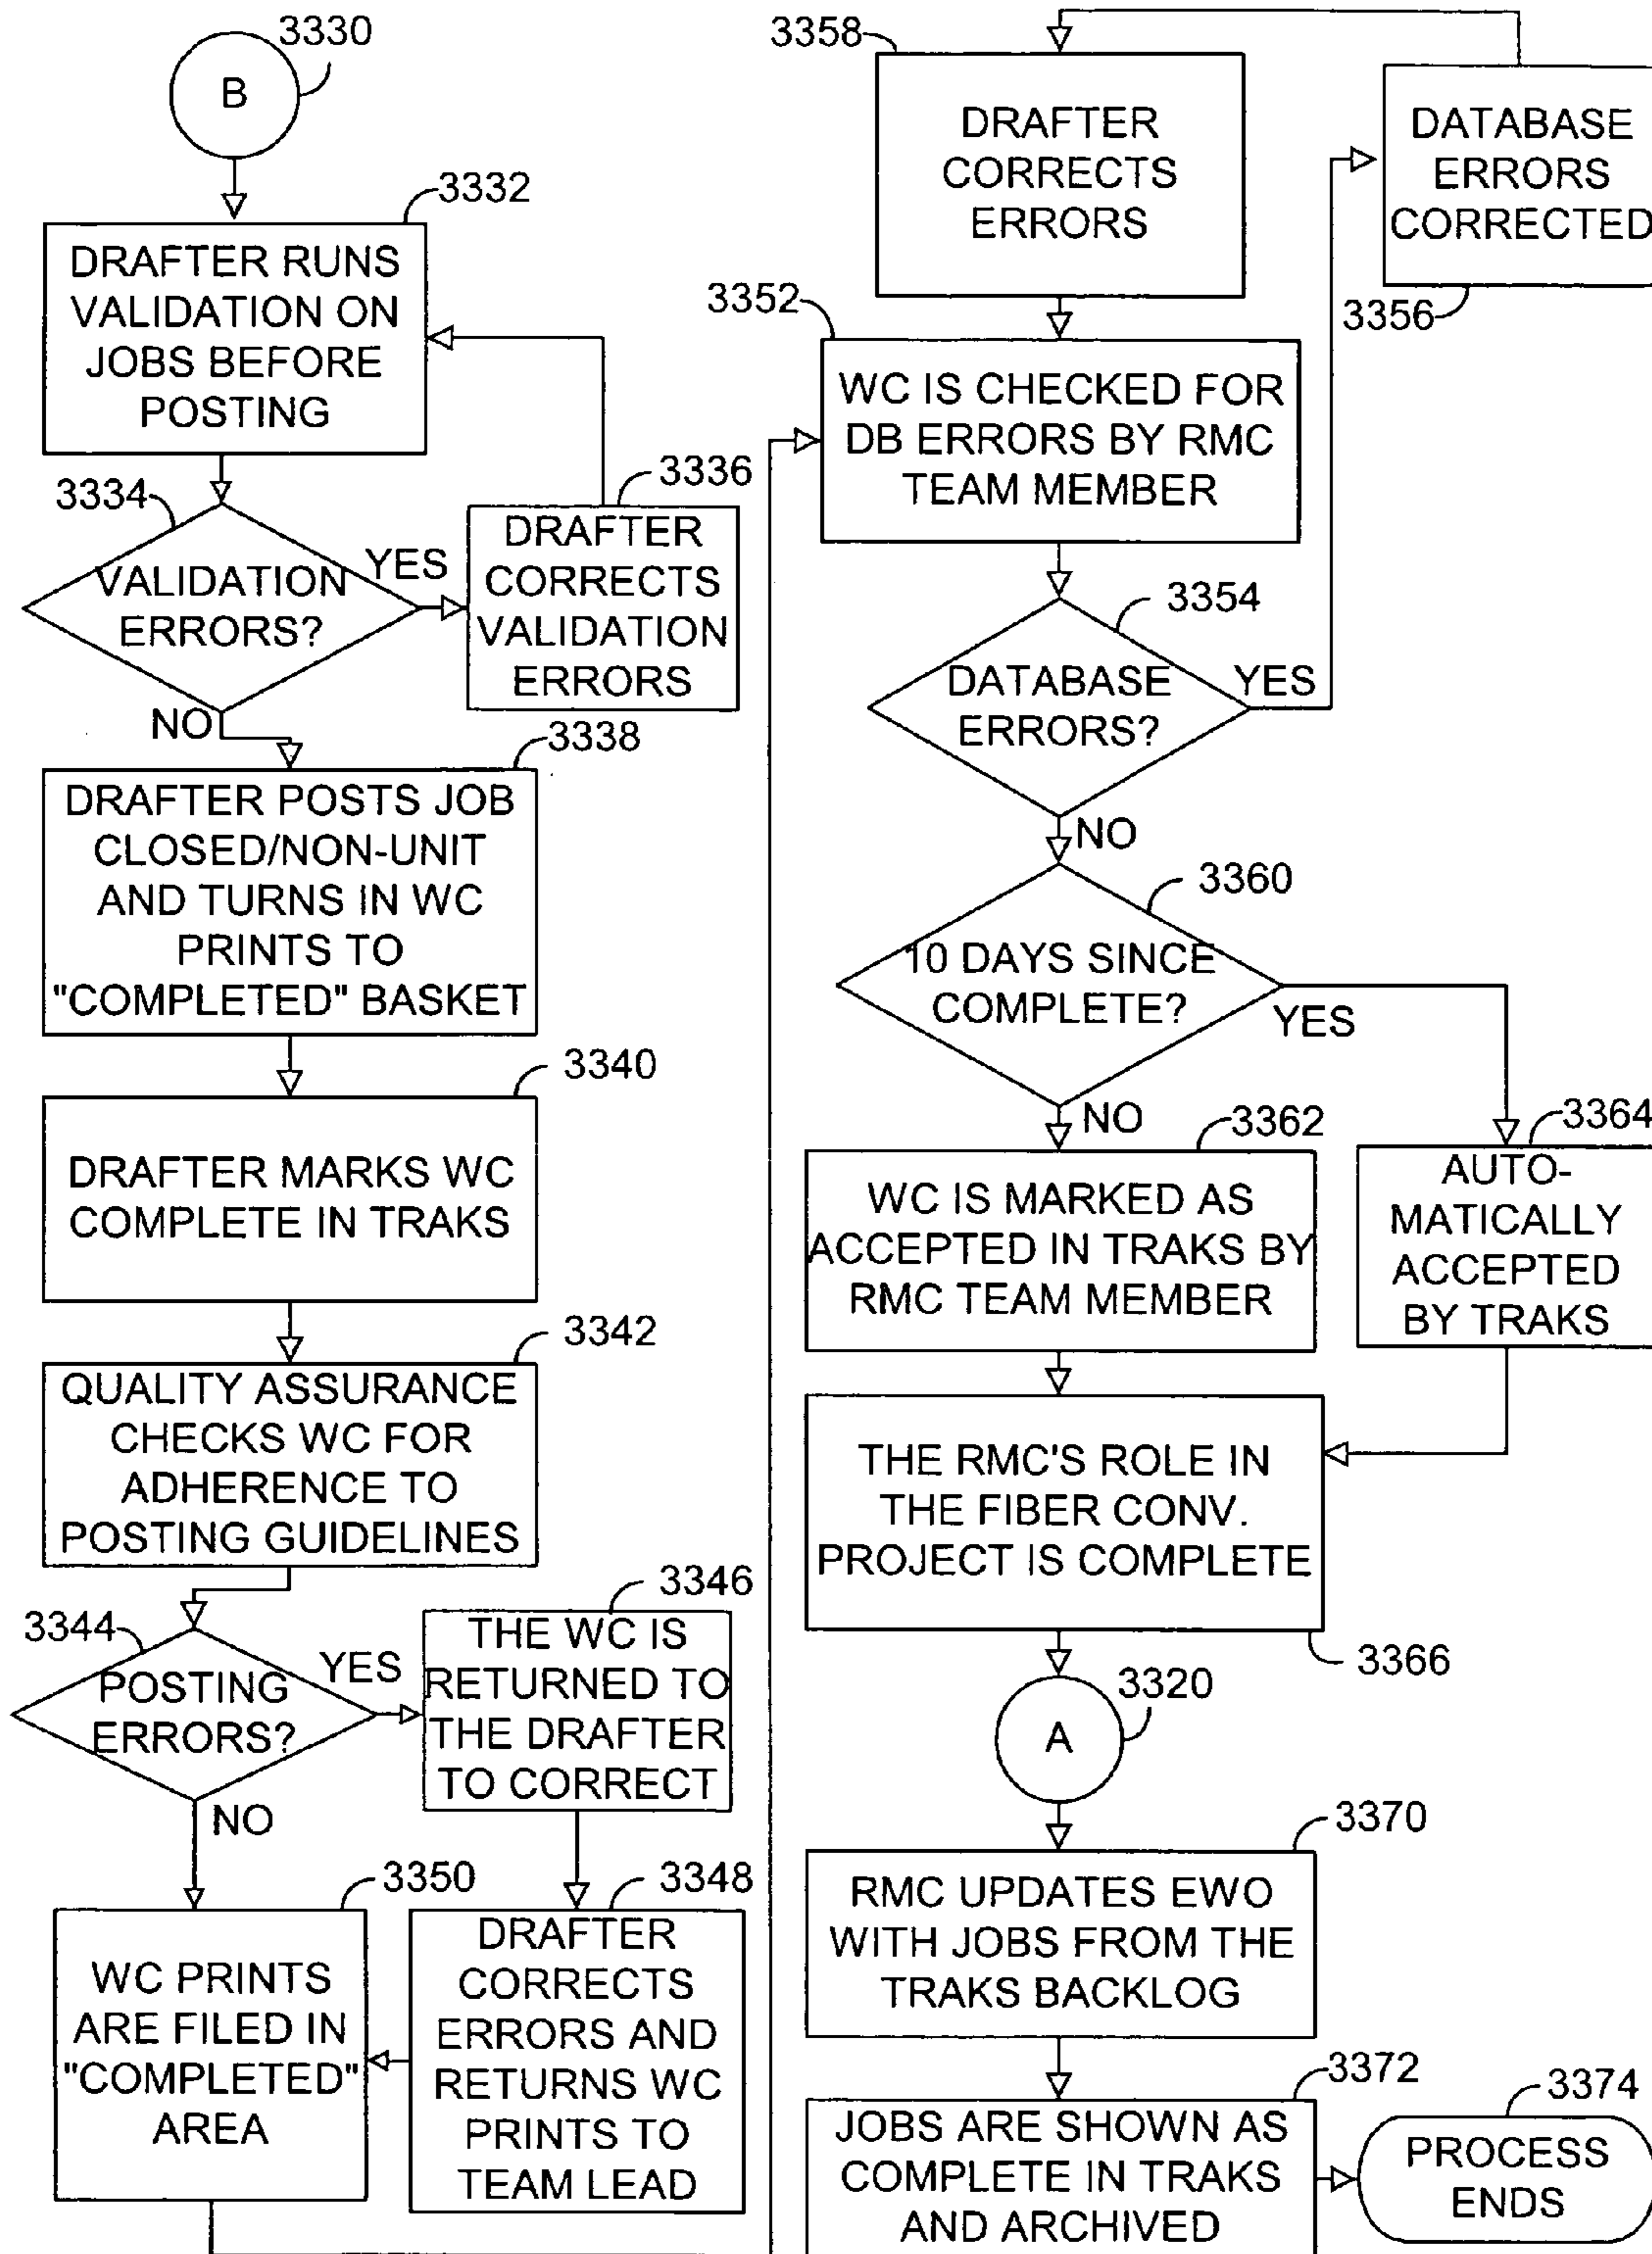 3330
B
3332
DRAFTER RUNS
VALIDATION ON
JOBS BEFORE
POSTING
3334
VALIDATION
ERRORS?
YES
3336
DRAFTER
CORRECTS
VALIDATION
ERRORS
NO
3338
DRAFTER POSTS JOB
CLOSED/NON-UNIT
AND TURNS IN WC
PRINTS TO
"COMPLETED" BASKET
3340
DRAFTER MARKS WC
COMPLETE IN TRAKS
3342
QUALITY ASSURANCE
CHECKS WC FOR
ADHERENCE TO
POSTING GUIDELINES
3344
POSTING
ERRORS?
YES
3346
THE WC IS
RETURNED TO
THE DRAFTER
TO CORRECT
NO
3348
DRAFTER
CORRECTS
ERRORS AND
RETURNS WC
PRINTS TO
TEAM LEAD
3350
WC PRINTS
ARE FILED IN
"COMPLETED"
AREA
3358
DRAFTER
CORRECTS
ERRORS
DATABASE
ERRORS
CORRECTED
3356
3352
WC IS CHECKED FOR
DB ERRORS BY RMC
TEAM MEMBER
3354
DATABASE
ERRORS?
YES
NO
3360
10 DAYS SINCE
COMPLETE?
YES
NO
3362
WC IS MARKED AS
ACCEPTED IN TRAKS BY
RMC TEAM MEMBER
3364
AUTO-
MATICALLY
ACCEPTED
BY TRAKS
THE RMC'S ROLE IN
THE FIBER CONV.
PROJECT IS COMPLETE
3366
3320
A
3370
RMC UPDATES EWO
WITH JOBS FROM THE
TRAKS BACKLOG
3372
JOBS ARE SHOWN AS
COMPLETE IN TRAKS
AND ARCHIVED
3374
PROCESS
ENDS